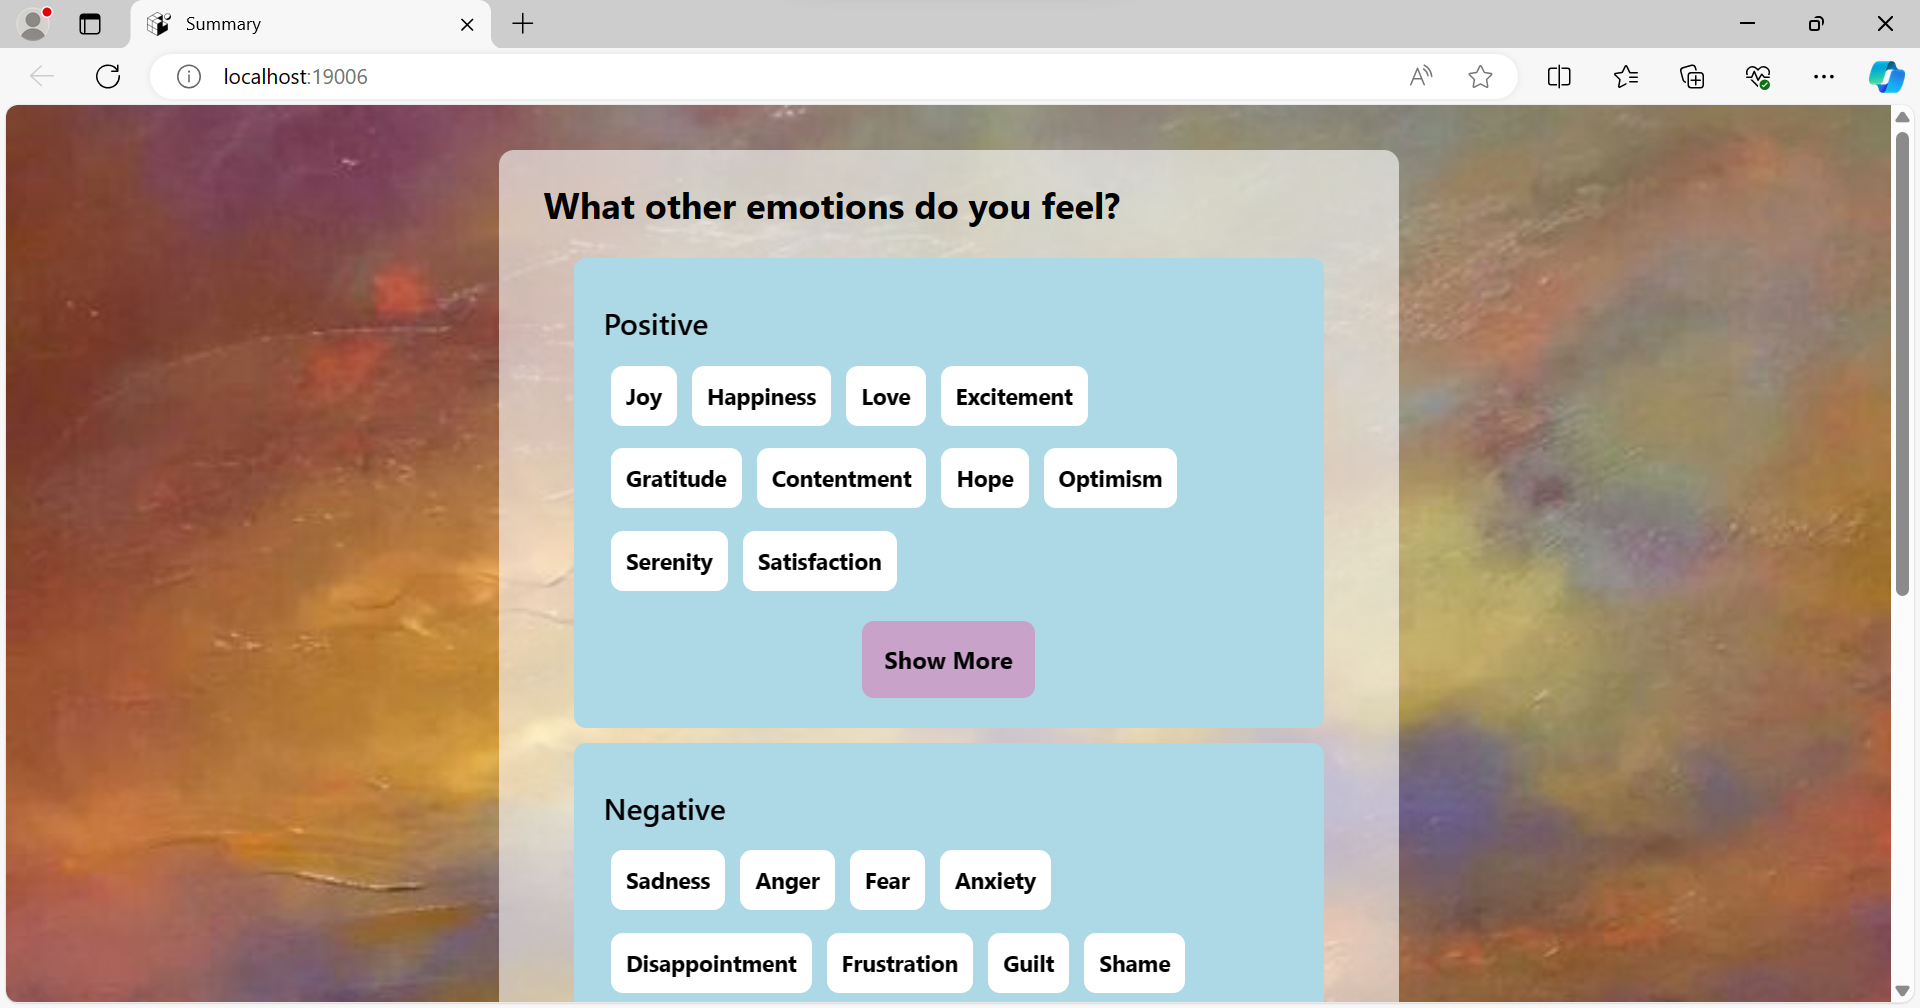 Summary
localhost:19006
What other emotions do you feel?
Positive
Joy Happiness Love Excitement
Gratitude Contentment Hope Optimism
Serenity Satisfaction
Show More
Negative
Sadness Anger Fear Anxiety
Disappointment Frustration Guilt Shame